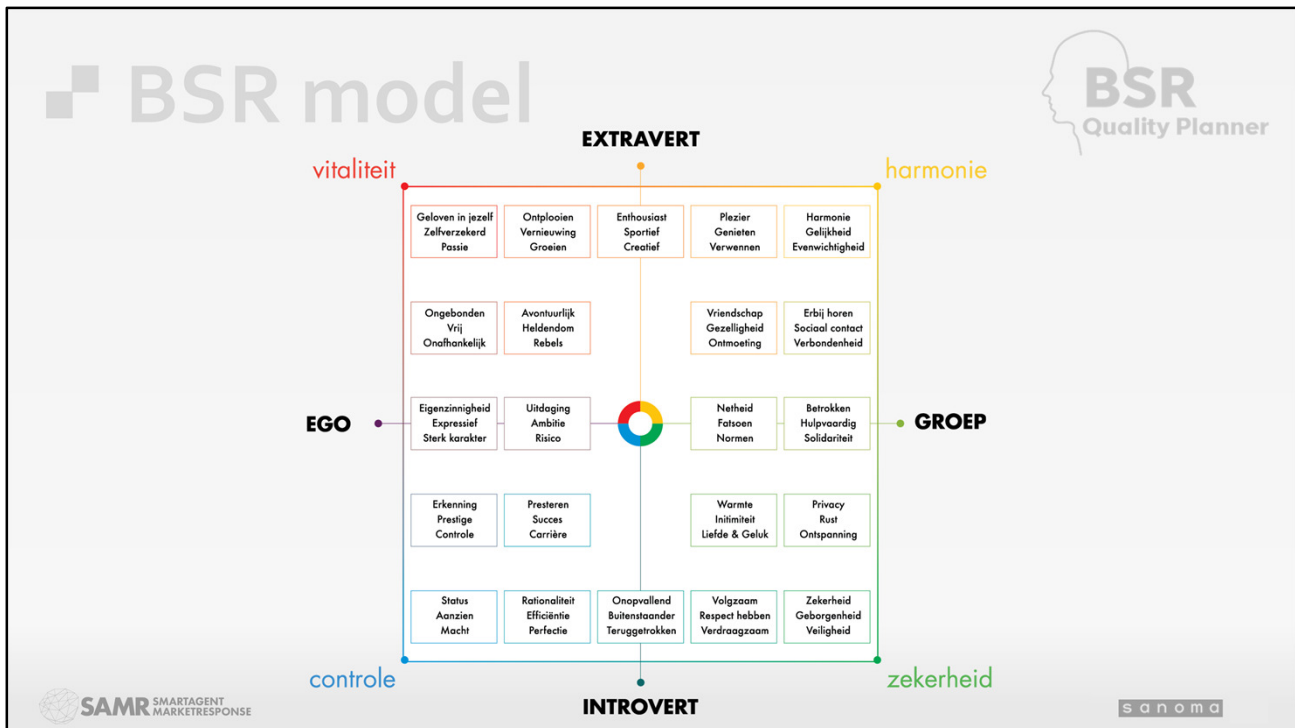 BSR model
BSR
Quality Planner
EXTRAVERT
vitaliteit
harmonie
Geloven in jezelf
Zelfverzekerd
Passie
Ontplooien
Vernieuwing
Groeien
Enthousiast
Sportief
Creatief
Plezier
Genieten
Verwennen
Harmonie
Gelijkheid
Evenwichtigheid
Ongebonden
Vrij
Onafhankelijk
Avontuurlijk
Heldendom
Rebels
Vriendschap
Gezelligheid
Ontmoeting
Erbij horen
Sociaal contact
Verbondenheid
EGO
Eigenzinnigheid
Expressief
Sterk karakter
Uitdaging
Ambitie
Risico
Netheid
Fatsoen
Normen
Betrokken
Hulpvaardig
Solidariteit
GROEP
Erkenning
Prestige
Controle
Presteren
Succes
Carrière
Warmte
Initimiteit
Liefde & Geluk
Privacy
Rust
Ontspanning
Status
Aanzien
Macht
Rationaliteit
Efficiëntie
Perfectie
Onopvallend
Buitenstaander
Teruggetrokken
Volgzaam
Respect hebben
Verdraagzaam
Zekerheid
Geborgenheid
Veiligheid
controle
zekerheid
INTROVERT
SAMR SMARTAGENT
MARKETRESPONSE
sanoma